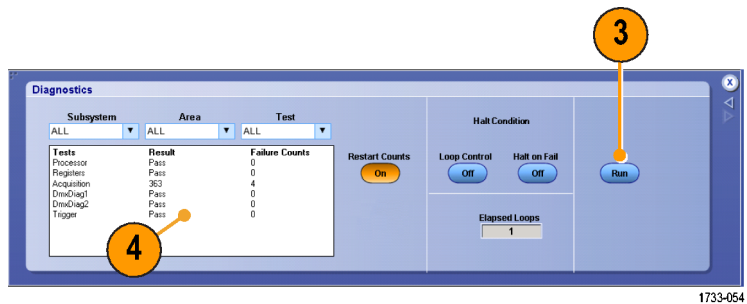 3
Diagnostics
X
Subsystem Area Test
ALL ALL ALL
Halt Condition
Tests Result Failure Counts
Processor Pass 0
Registers Pass 0
Acquisition 363 4
DmxDiag1 Pass 0
DmxDiag2 Pass 0
Trigger Pass 0
Restart Counts
On
Loop Control Halt on Fail
Off Off
Run
Elapsed Loops
1
4
1733-054